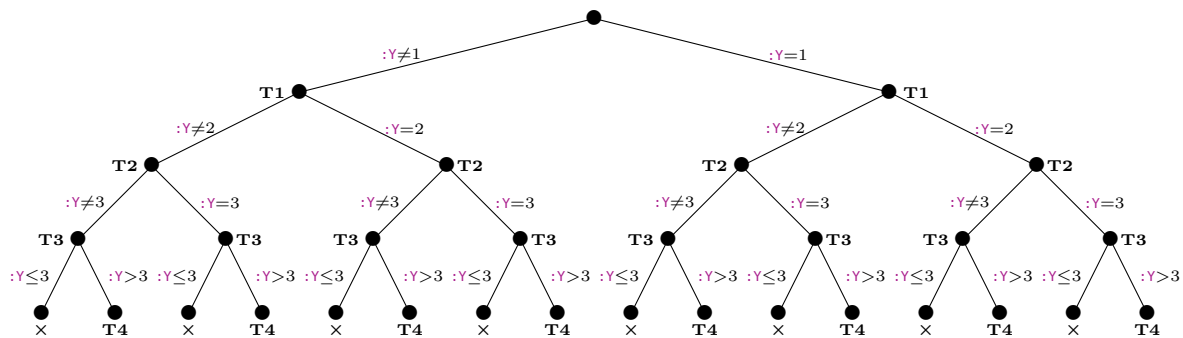 :Y≠1 :Y=1
T1 T1
:Y≠2 :Y=2 :Y≠2 :Y=2
T2 T2 T2 T2
:Y≠3 :Y=3 :Y≠3 :Y=3 :Y≠3 :Y=3 :Y≠3 :Y=3
T3 T3 T3 T3 T3 T3 T3 T3
:Y≤3 :Y>3 :Y≤3 :Y>3 :Y≤3 :Y>3 :Y≤3 :Y>3 :Y≤3 :Y>3 :Y≤3 :Y>3 :Y≤3 :Y>3 :Y≤3 :Y>3
× T4 × T4 × T4 × T4 × T4 × T4 × T4 × T4